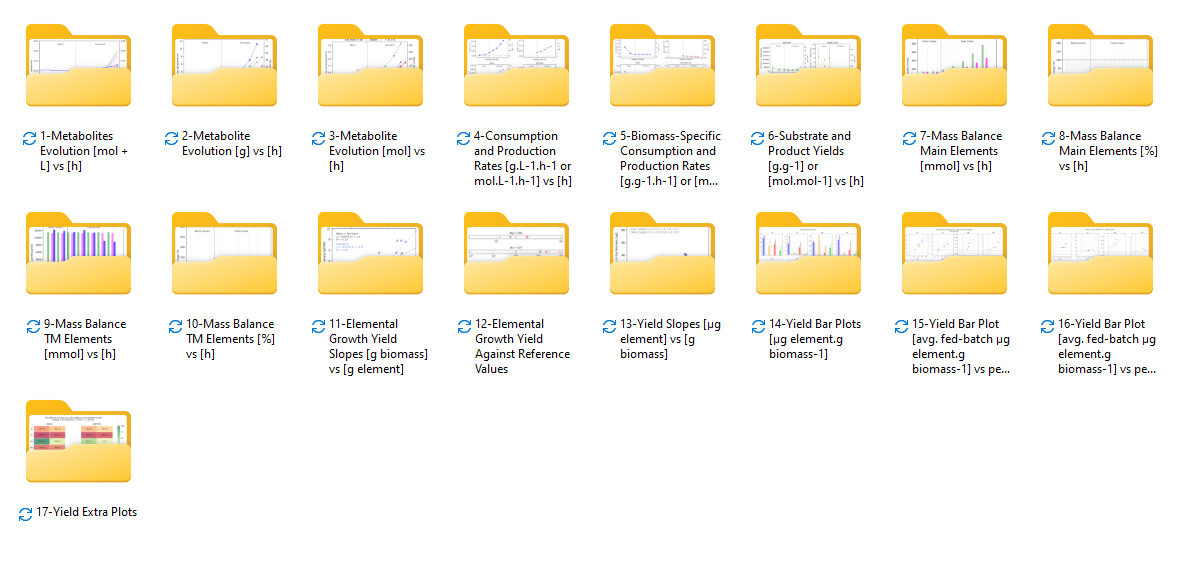 1-Metabolites
Evolution [mol +
L] vs [h]
2-Metabolite
Evolution [g] vs [h]
3-Metabolite
Evolution [mol] vs
[h]
4-Consumption
and Production
Rates [g.L-1.h-1 or
mol.L-1.h-1] vs [h]
5-Biomass-Specific
Consumption and
Production Rates
[g.g-1.h-1] or [m...
6-Substrate and
Product Yields
[g.g-1] or
[mol.mol-1] vs [h]
7-Mass Balance
Main Elements
[mmol] vs [h]
8-Mass Balance
Main Elements [%]
vs [h]
9-Mass Balance
TM Elements
[mmol] vs [h]
10-Mass Balance
TM Elements [%]
vs [h]
11-Elemental
Growth Yield
Slopes [g biomass]
vs [g element]
12-Elemental
Growth Yield
Against Reference
Values
13-Yield Slopes [µg
element] vs [g
biomass]
14-Yield Bar Plots
[µg element.g
biomass-1]
15-Yield Bar Plot
[avg. fed-batch µg
element.g
biomass-1] vs pe...
16-Yield Bar Plot
[avg. fed-batch µg
element.g
biomass-1] vs pe...
17-Yield Extra Plots